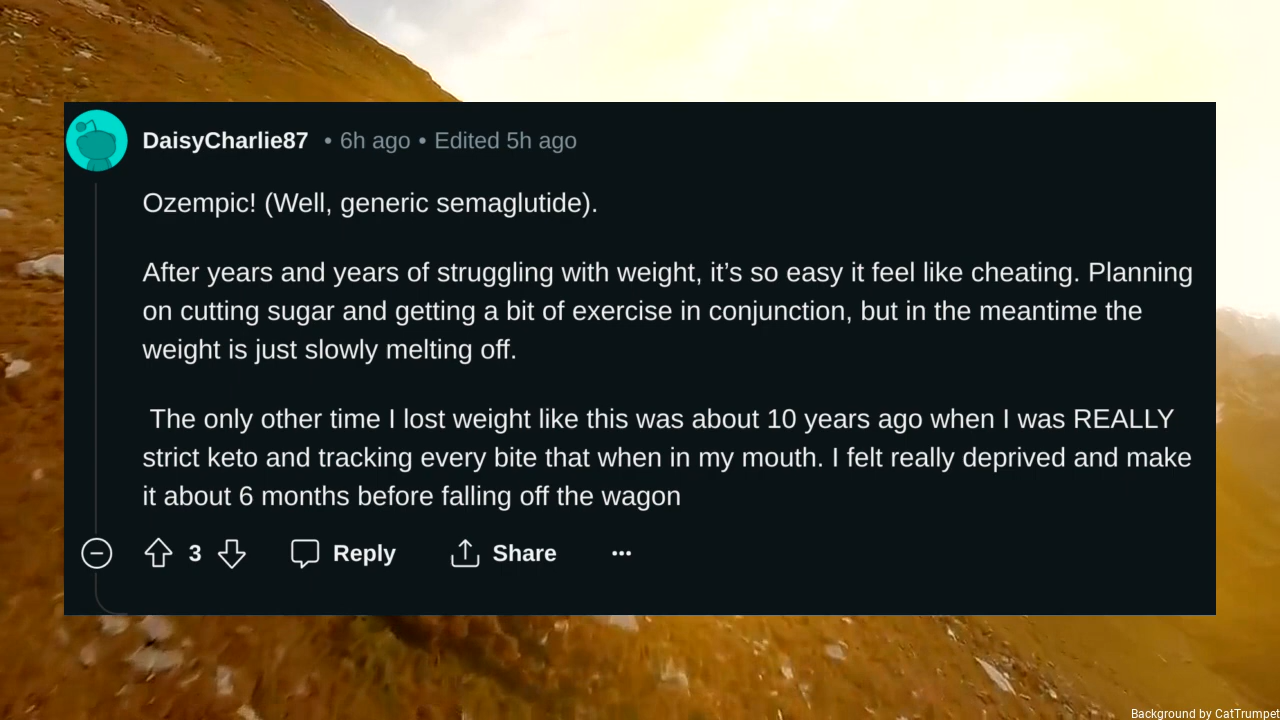 DaisyCharlie87 • 6h ago • Edited 5h ago
Ozempic! (Well, generic semaglutide).
After years and years of struggling with weight, it’s so easy it feel like cheating. Planning
on cutting sugar and getting a bit of exercise in conjunction, but in the meantime the
weight is just slowly melting off.
The only other time I lost weight like this was about 10 years ago when I was REALLY
strict keto and tracking every bite that when in my mouth. I felt really deprived and make
it about 6 months before falling off the wagon
3 Reply Share
Background by CatTrumpet